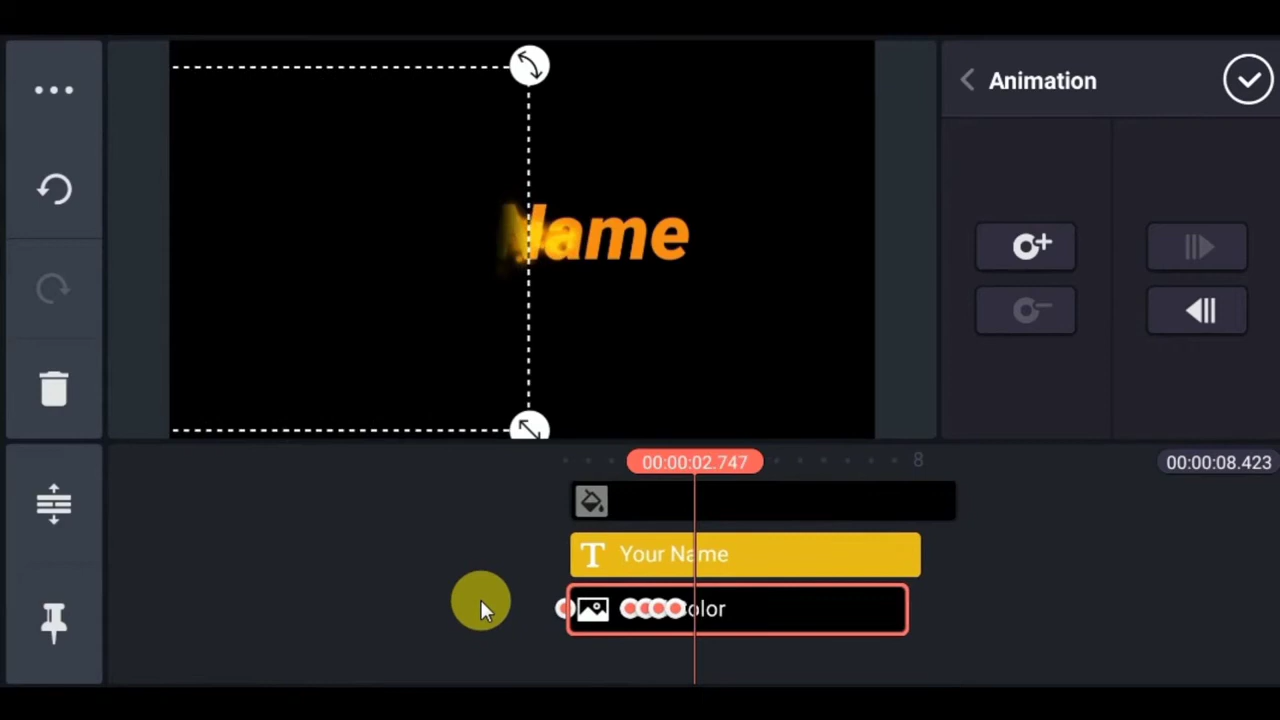 Animation
Name
00:00:02.747
8
00:00:08.423
T Your Name
olor